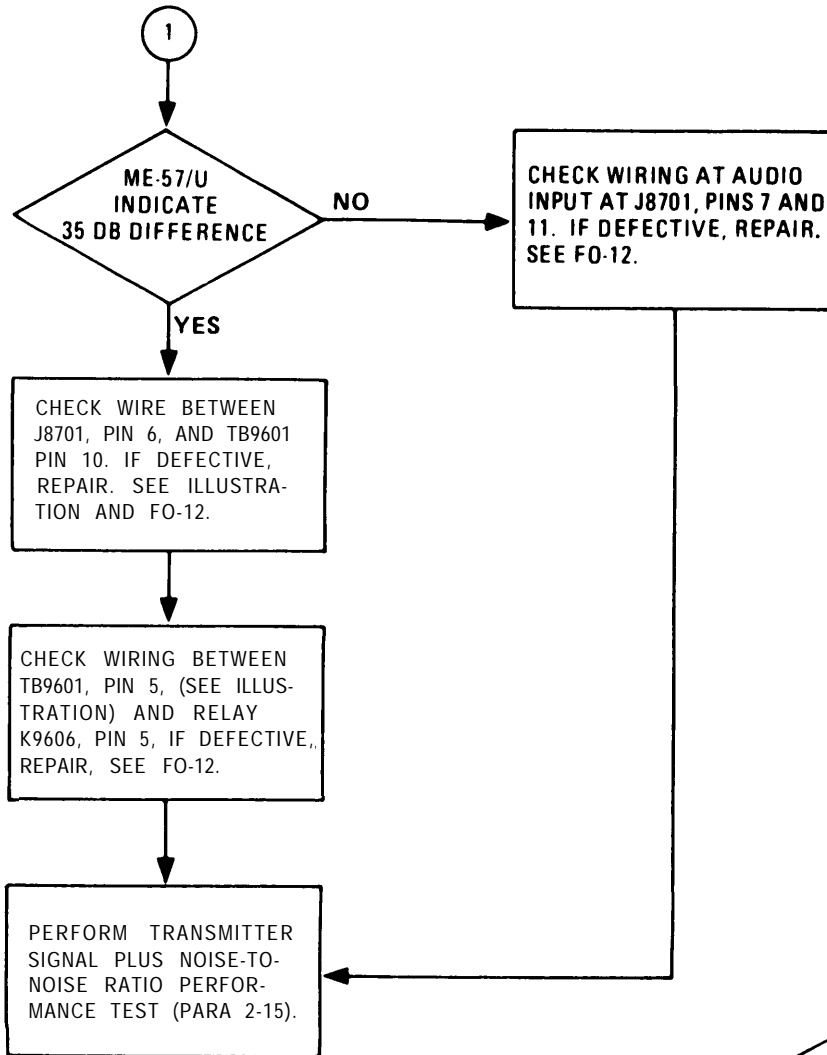 1
ME-57/U
INDICATE
35 DB DIFFERENCE
NO
CHECK WIRING AT AUDIO
INPUT AT J8701, PINS 7 AND
11. IF DEFECTIVE, REPAIR.
SEE FO-12.
YES
CHECK WIRE BETWEEN
J8701, PIN 6, AND TB9601
PIN 10. IF DEFECTIVE,
REPAIR. SEE ILLUSTRA-
TION AND FO-12.
CHECK WIRING BETWEEN
TB9601, PIN 5, (SEE ILLUS-
TRATION) AND RELAY
K9606, PIN 5, IF DEFECTIVE,.
REPAIR, SEE FO-12.
PERFORM TRANSMITTER
SIGNAL PLUS NOISE-TO-
NOISE RATIO PERFOR-
MANCE TEST (PARA 2-15).